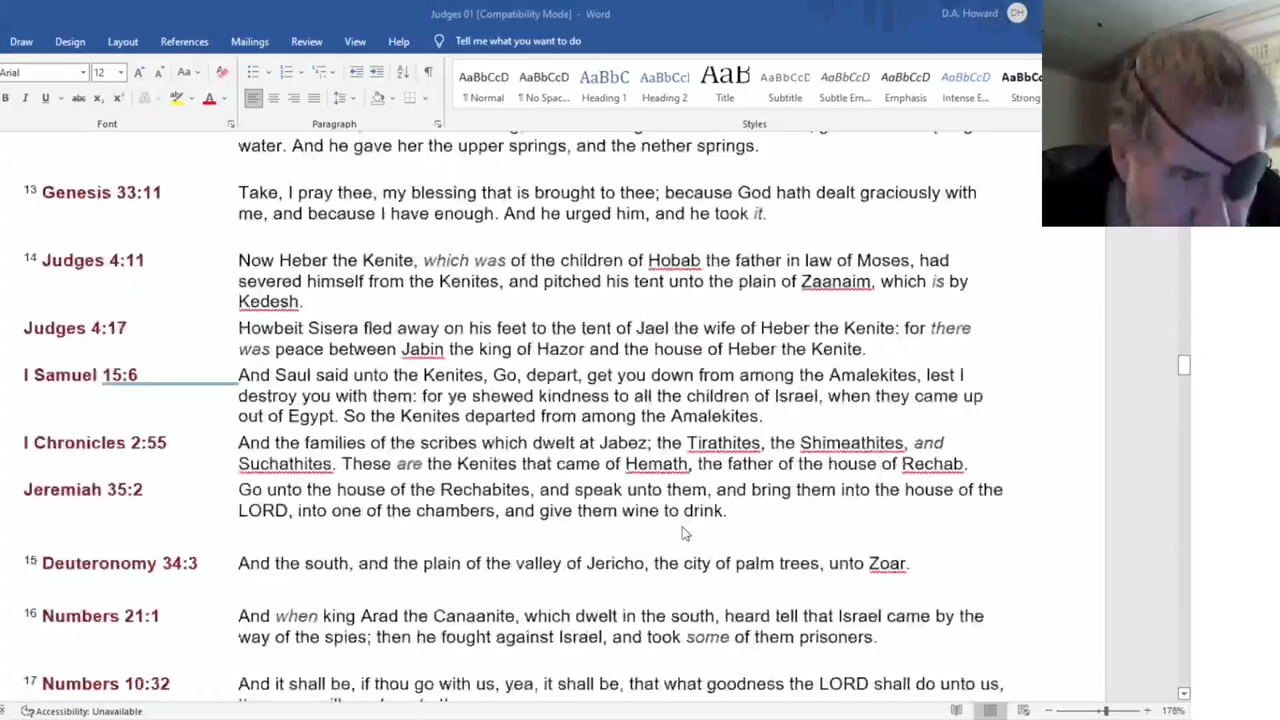 Judges 01 [Compatibility Mode] - Word
D.A. Howard DH
Draw Design Layout References Mailings Review View Help Tell me what you want to do
Arial 12
AaBbCcD AaBbCcD AaBbC AaBbCcI AaB AaBbCcD AaBbCcD AaBbCcD AaBbCcD AaBbCc
¶ Normal ¶ No Spac... Heading 1 Heading 2 Title Subtitle Subtle Em... Emphasis Intense E... Strong
Font Paragraph Styles
water. And he gave her the upper springs, and the nether springs.
13 Genesis 33:11 Take, I pray thee, my blessing that is brought to thee; because God hath dealt graciously with
me, and because I have enough. And he urged him, and he took it.
14 Judges 4:11 Now Heber the Kenite, which was of the children of Hobab the father in law of Moses, had
severed himself from the Kenites, and pitched his tent unto the plain of Zaanaim, which is by
Kedesh.
Judges 4:17 Howbeit Sisera fled away on his feet to the tent of Jael the wife of Heber the Kenite: for there
was peace between Jabin the king of Hazor and the house of Heber the Kenite.
I Samuel 15:6 And Saul said unto the Kenites, Go, depart, get you down from among the Amalekites, lest I
destroy you with them: for ye shewed kindness to all the children of Israel, when they came up
out of Egypt. So the Kenites departed from among the Amalekites.
I Chronicles 2:55 And the families of the scribes which dwelt at Jabez; the Tirathites, the Shimeathites, and
Suchathites. These are the Kenites that came of Hemath, the father of the house of Rechab.
Jeremiah 35:2 Go unto the house of the Rechabites, and speak unto them, and bring them into the house of the
LORD, into one of the chambers, and give them wine to drink.
15 Deuteronomy 34:3 And the south, and the plain of the valley of Jericho, the city of palm trees, unto Zoar.
16 Numbers 21:1 And when king Arad the Canaanite, which dwelt in the south, heard tell that Israel came by the
way of the spies; then he fought against Israel, and took some of them prisoners.
17 Numbers 10:32 And it shall be, if thou go with us, yea, it shall be, that what goodness the LORD shall do unto us,
Accessibility: Unavailable 178%